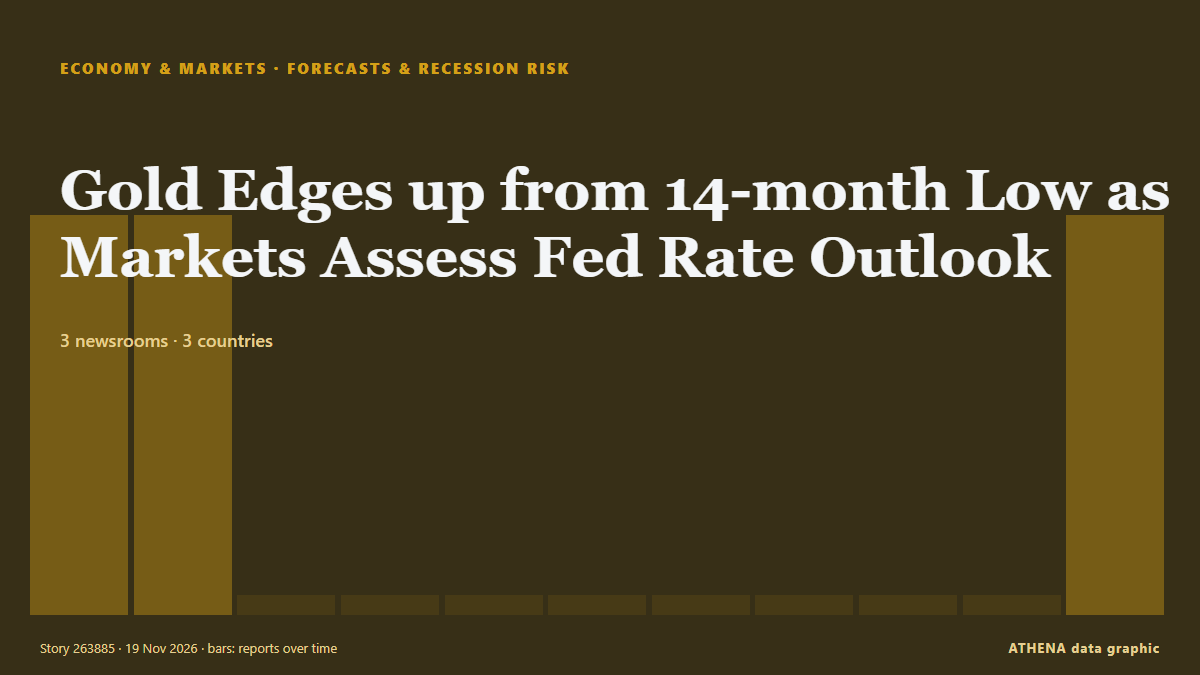 ECONOMY & MARKETS · FORECASTS & RECESSION RISK
Gold Edges up from 14-month Low as
Markets Assess Fed Rate Outlook
3 newsrooms · 3 countries
Story 263885 · 19 Nov 2026 · bars: reports over time
ATHENA data graphic